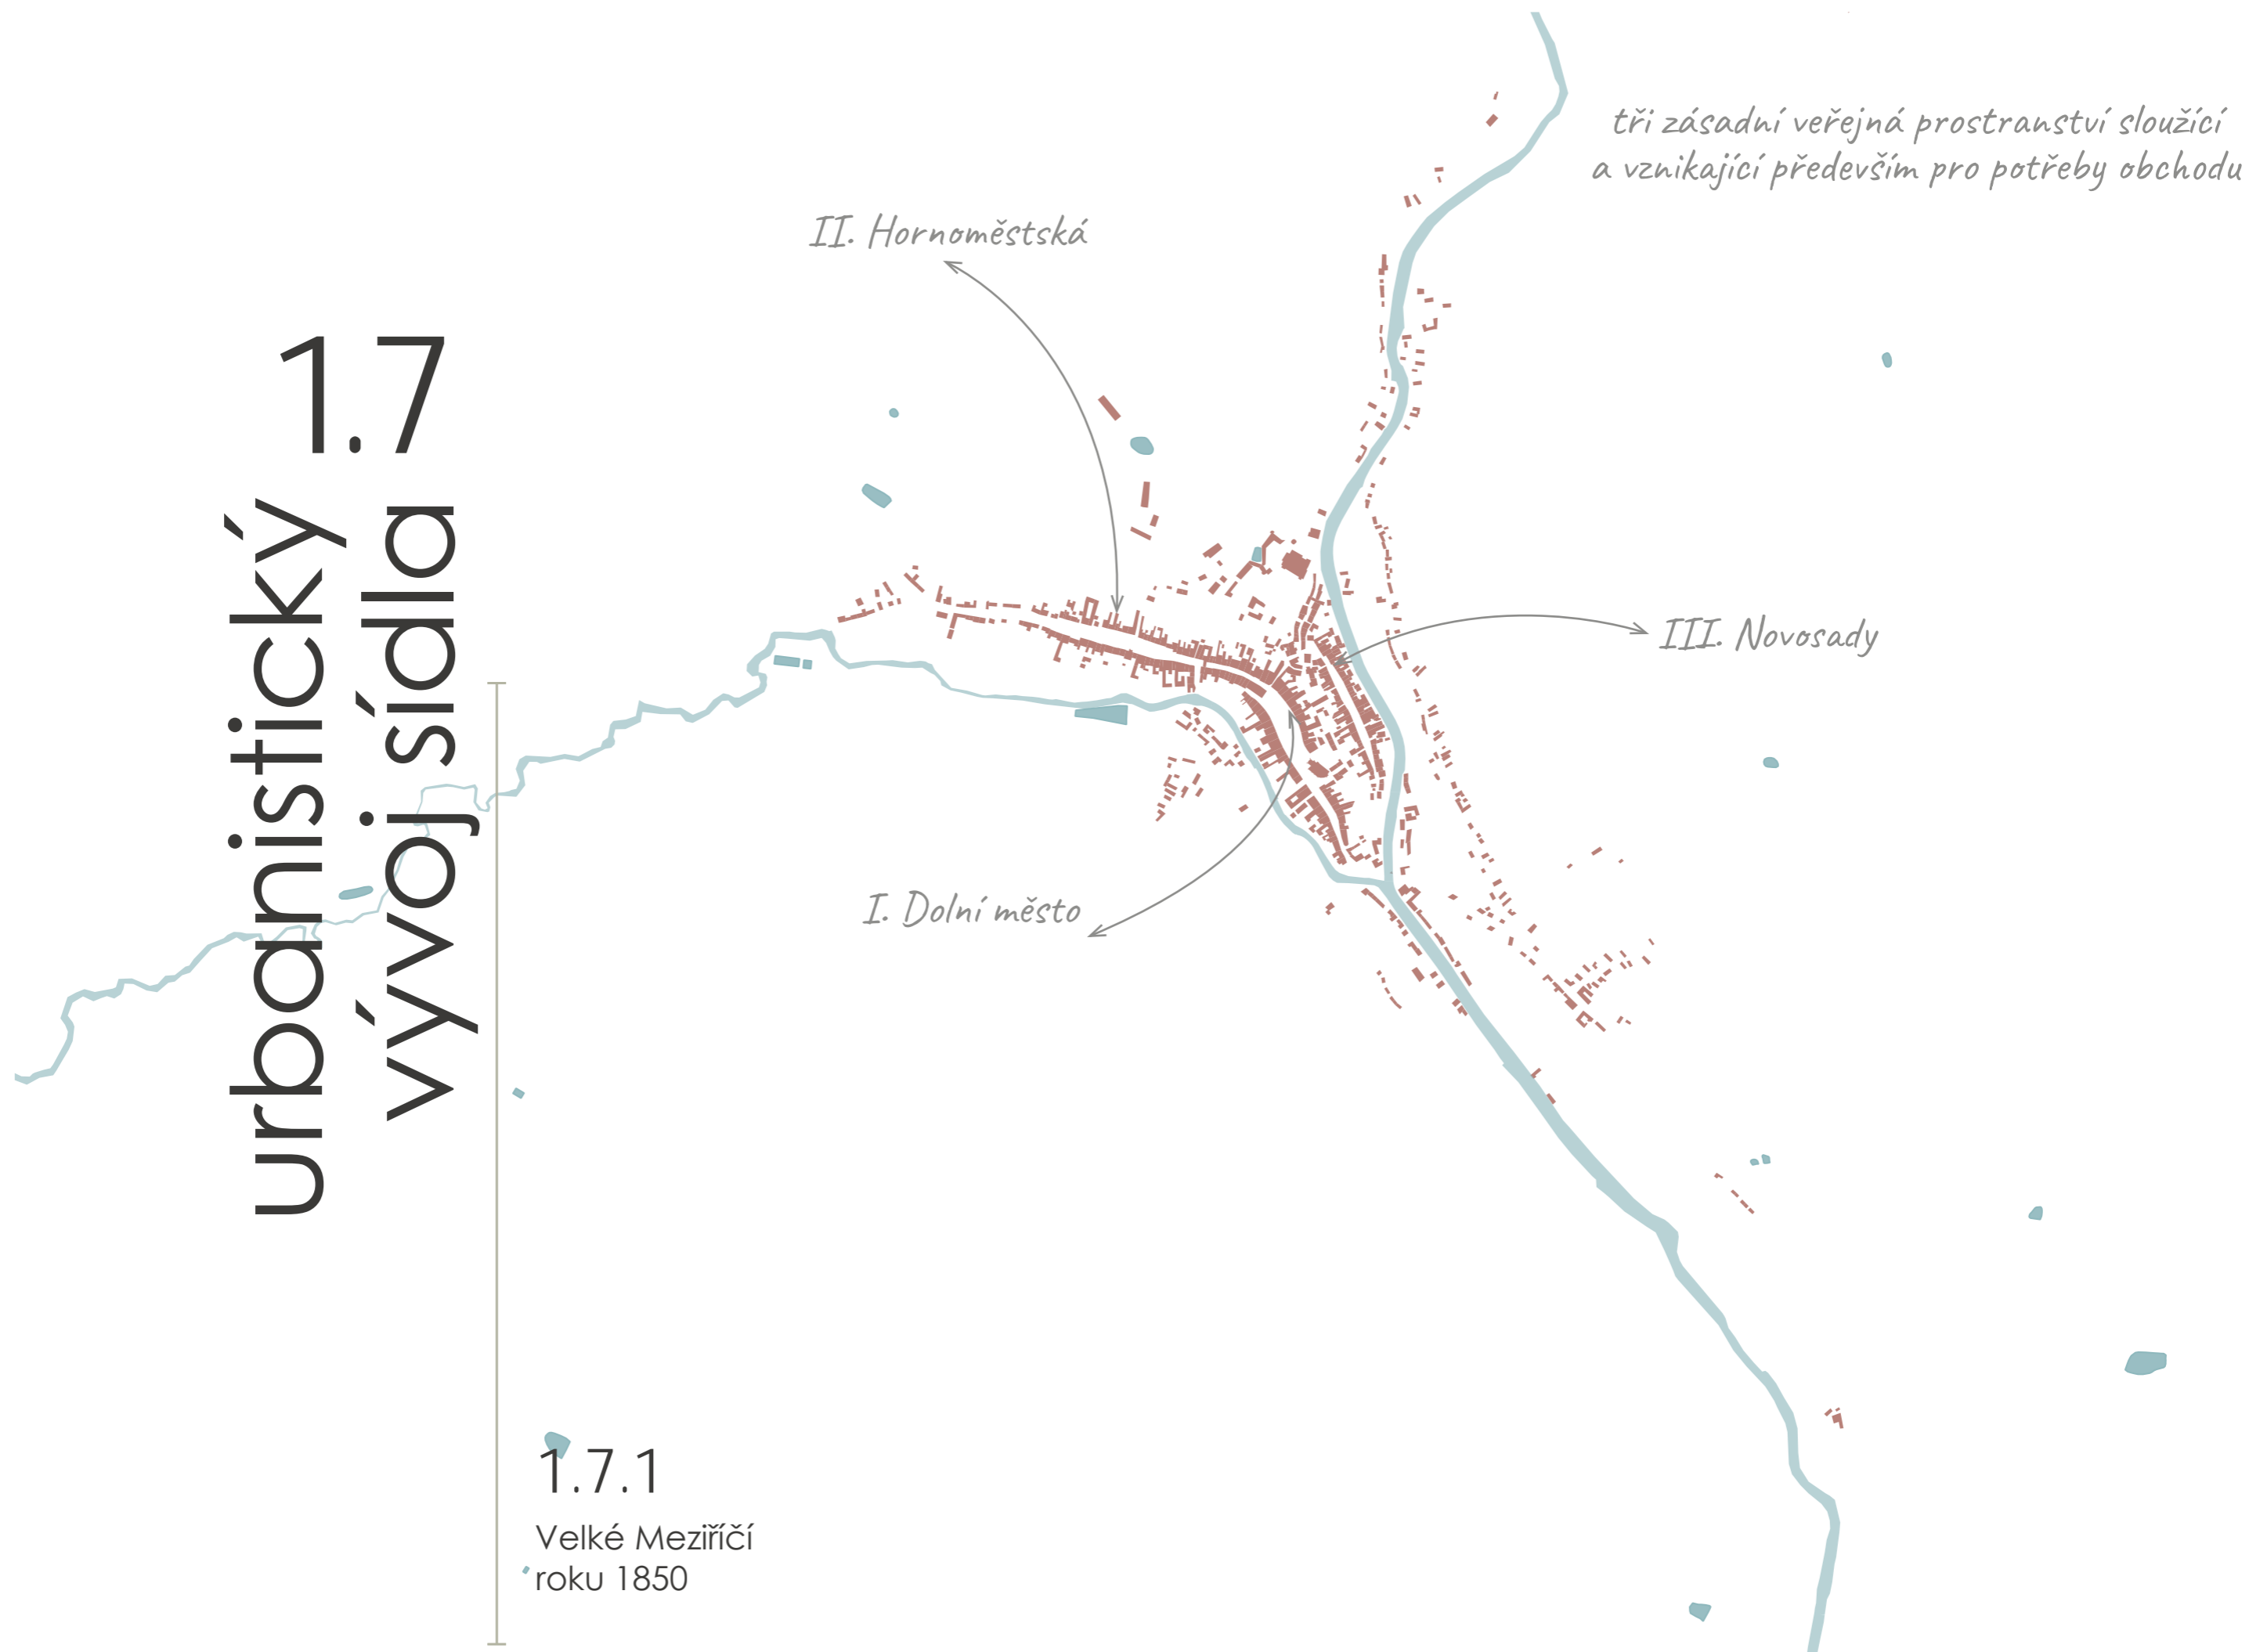 1.7
urbanistický
vývoj sídla
tři zásadní veřejná prostranství sloužící
a vznikající především pro potřeby obchodu
II. Hornoměstská
III. Novosady
I. Dolní město
1.7.1
Velké Meziříčí
roku 1850